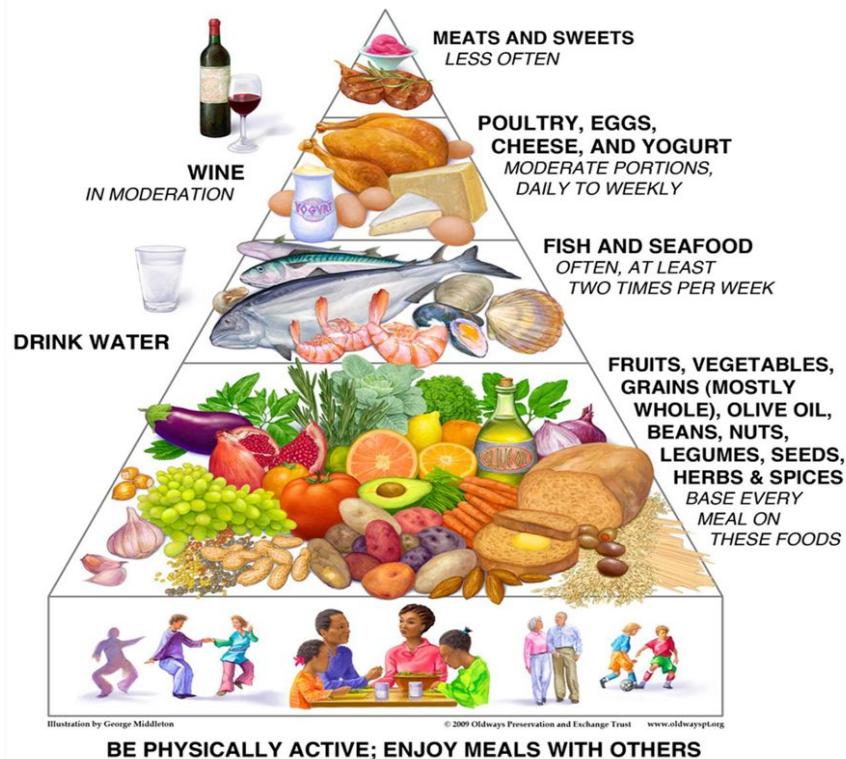 MEATS AND SWEETS
LESS OFTEN
POULTRY, EGGS,
CHEESE, AND YOGURT
MODERATE PORTIONS,
DAILY TO WEEKLY
WINE
IN MODERATION
YOGURT
FISH AND SEAFOOD
OFTEN, AT LEAST
TWO TIMES PER WEEK
DRINK WATER
FRUITS, VEGETABLES,
GRAINS (MOSTLY
WHOLE), OLIVE OIL,
BEANS, NUTS,
LEGUMES, SEEDS,
HERBS & SPICES
BASE EVERY
MEAL ON
THESE FOODS
Illustration by George Middleton
© 2009 Oldways Preservation and Exchange Trust
www.oldwayspt.org
BE PHYSICALLY ACTIVE; ENJOY MEALS WITH OTHERS